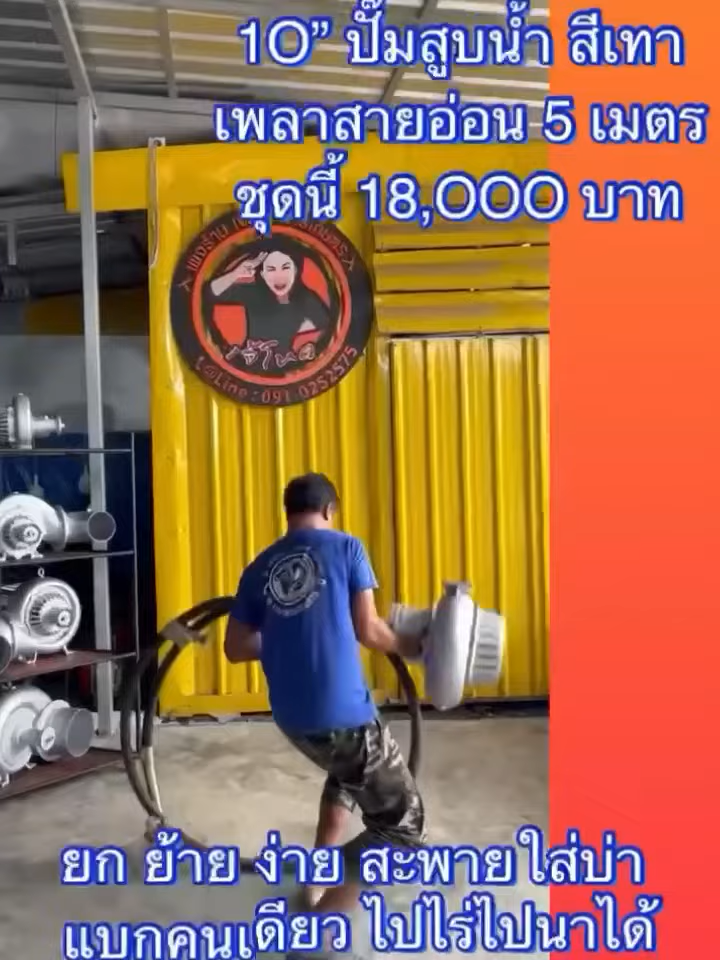 10” ปั๊มสูบน้ำ สีเทา
เพลาสายอ่อน 5 เมตร
ชุดนี้ 18,000 บาท
@Line : 091 0252575
ยก ย้าย ง่าย สะพายใส่บ่า
แบกคนเดียว ไปไร่ไปนาได้